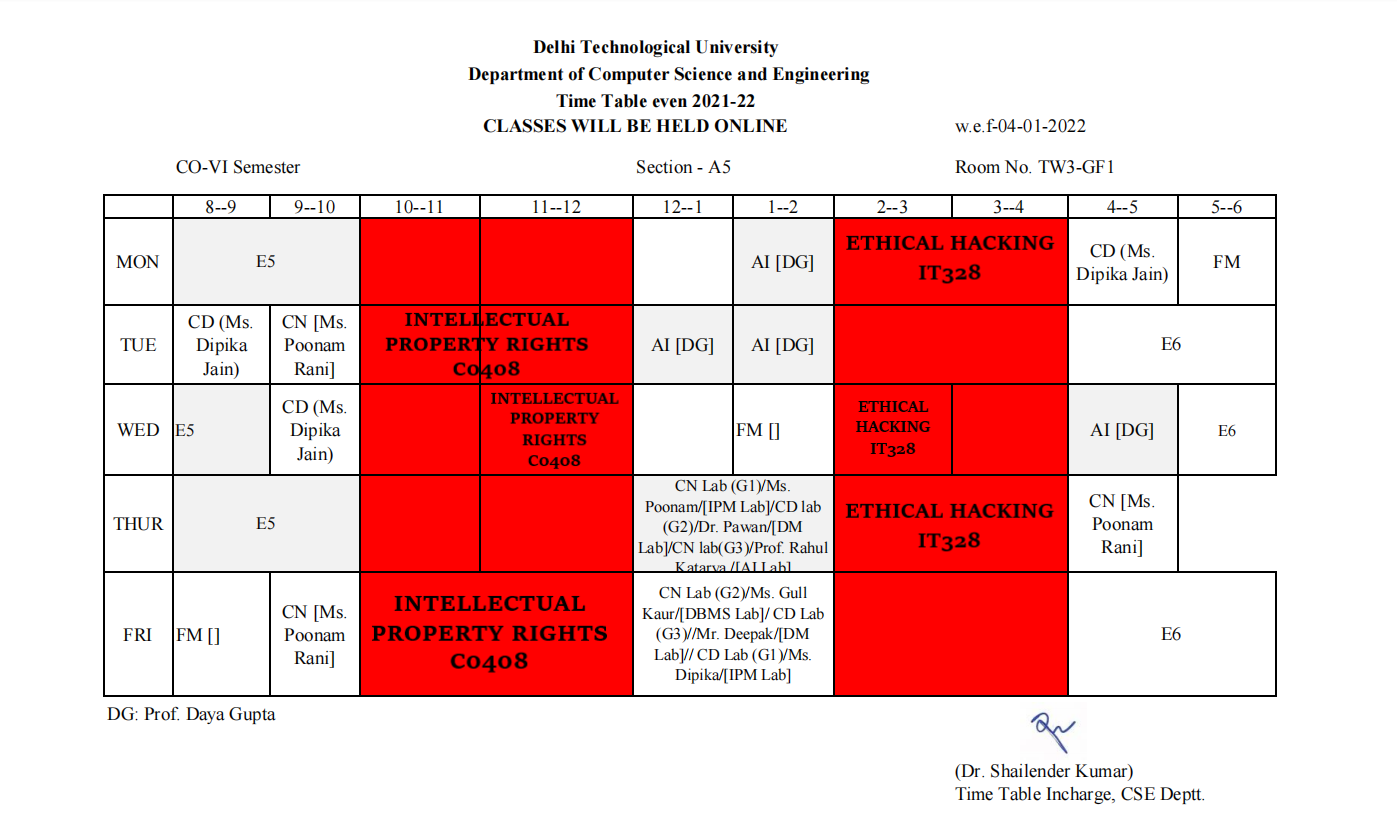 Delhi Technological University
Department of Computer Science and Engineering
Time Table even 2021-22
CLASSES WILL BE HELD ONLINE
w.e.f-04-01-2022
CO-VI Semester
Section - A5
Room No. TW3-GF1
8--9
9--10
10--11
11--12
12--1
1--2
2--3
3--4
4--5
5--6
MON
E5
AI [DG]
ETHICAL HACKING
IT328
CD (Ms.
Dipika Jain)
FM
TUE
CD (Ms.
Dipika
Jain)
CN [Ms.
Poonam
Rani]
INTELLECTUAL
PROPERTY RIGHTS
C0408
AI [DG]
AI [DG]
E6
WED
E5
CD (Ms.
Dipika
Jain)
INTELLECTUAL
PROPERTY
RIGHTS
C0408
FM []
ETHICAL
HACKING
IT328
AI [DG]
E6
THUR
E5
CN Lab (G1)/Ms.
Poonam/[IPM Lab]/CD lab
(G2)/Dr. Pawan/[DM
Lab]/CN lab(G3)/Prof. Rahul
Katarya /[AI Lab]
ETHICAL HACKING
IT328
CN [Ms.
Poonam
Rani]
FRI
FM []
CN [Ms.
Poonam
Rani]
INTELLECTUAL
PROPERTY RIGHTS
C0408
CN Lab (G2)/Ms. Gull
Kaur/[DBMS Lab]/ CD Lab
(G3)//Mr. Deepak/[DM
Lab]// CD Lab (G1)/Ms.
Dipika/[IPM Lab]
E6
DG: Prof. Daya Gupta
(Dr. Shailender Kumar)
Time Table Incharge, CSE Deptt.